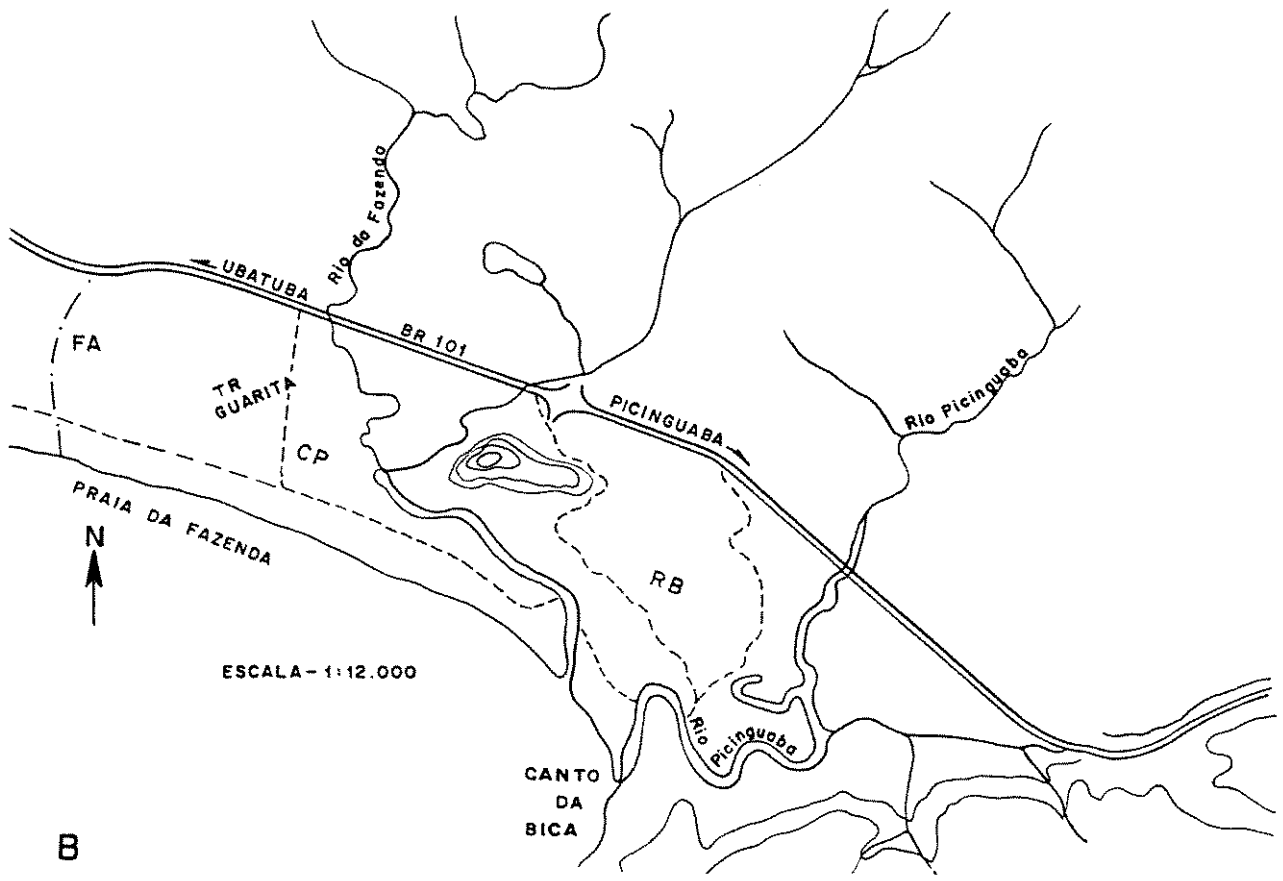 Rio da Fazenda
UBATUBA
BR 101
FA
TR
GUARITA
CP
PICINGUABA
Rio Picinguaba
PRAIA DA FAZENDA
N
RB
ESCALA - 1:12.000
Rio
Picinguaba
CANTO
DA
BICA
B